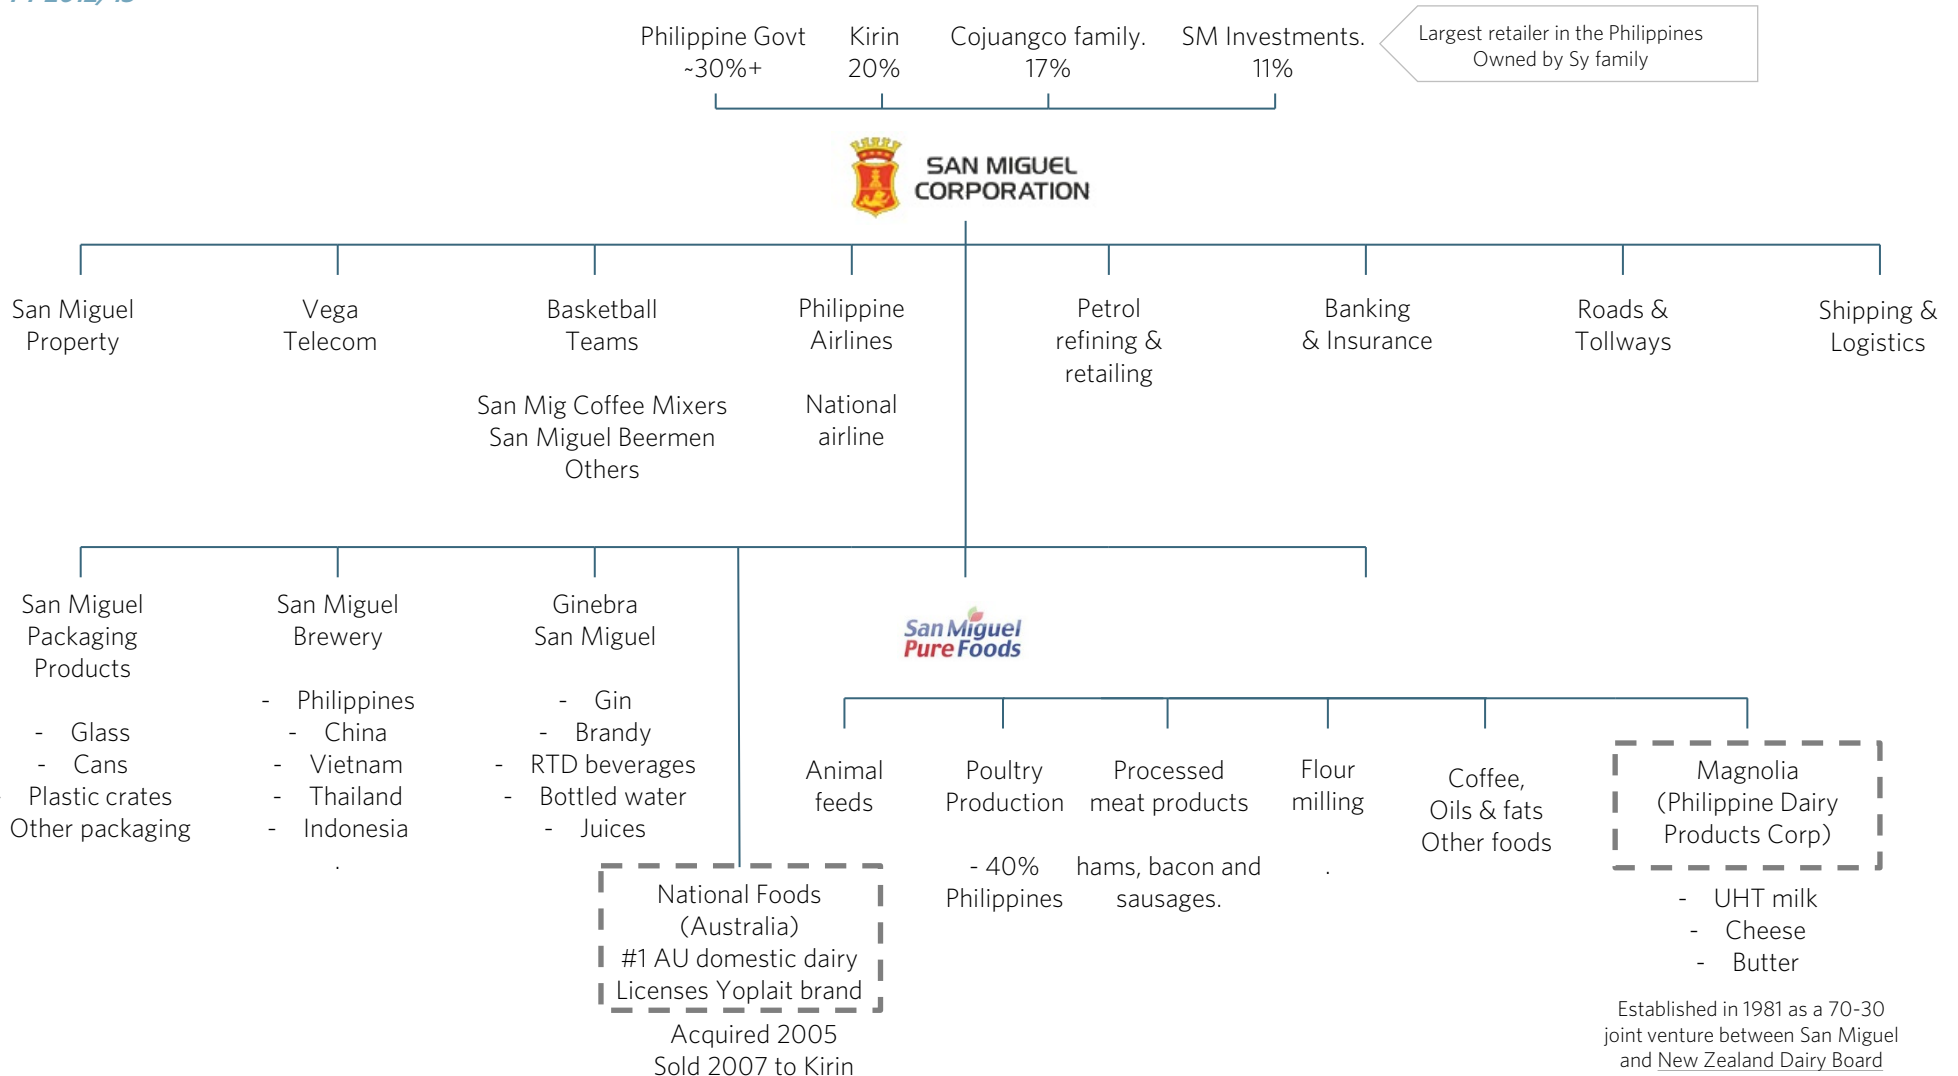 FY 2012/13
Philippine Govt
~30%+
Kirin
20%
Cojuangco family.
17%
SM Investments.
11%
Largest retailer in the Philippines
Owned by Sy family
SAN MIGUEL
CORPORATION
San Miguel
Property
Vega
Telecom
Basketball
Teams
San Mig Coffee Mixers
San Miguel Beermen
Others
Philippine
Airlines
National
airline
Petrol
refining &
retailing
Banking
& Insurance
Roads &
Tollways
Shipping &
Logistics
San Miguel
Packaging
Products
- Glass
- Cans
- Plastic crates
Other packaging
San Miguel
Brewery
- Philippines
- China
- Vietnam
- Thailand
- Indonesia
.
Ginebra
San Miguel
- Gin
- Brandy
- RTD beverages
- Bottled water
- Juices
National Foods
(Australia)
#1 AU domestic dairy
Licenses Yoplait brand
Acquired 2005
Sold 2007 to Kirin
San Miguel
Pure Foods
Animal
feeds
Poultry
Production
- 40%
Philippines
Processed
meat products
hams, bacon and
sausages.
Flour
milling
.
Coffee,
Oils & fats
Other foods
Magnolia
(Philippine Dairy
Products Corp)
- UHT milk
- Cheese
- Butter
Established in 1981 as a 70-30
joint venture between San Miguel
and New Zealand Dairy Board